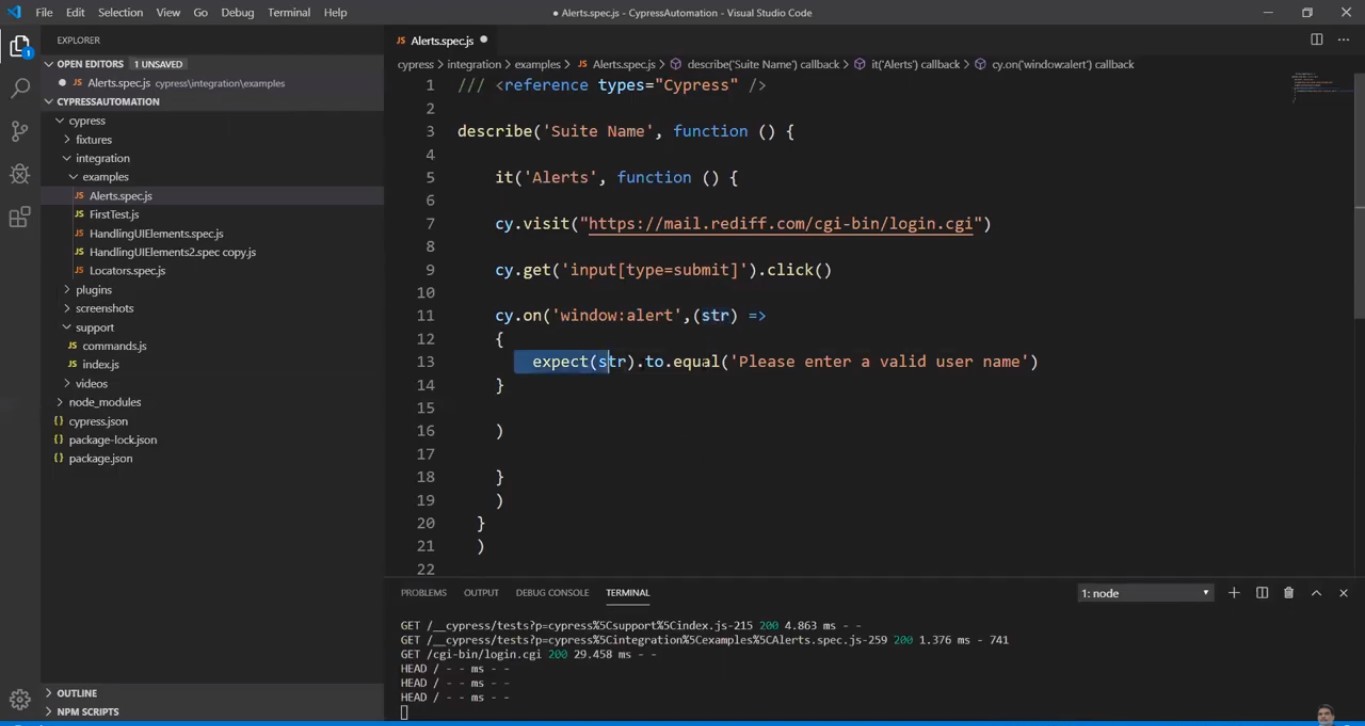 File Edit Selection View Go Debug Terminal Help
● Alerts.spec.js - CypressAutomation - Visual Studio Code
EXPLORER
OPEN EDITORS 1 UNSAVED
● JS Alerts.spec.js cypress\integration\examples
CYPRESSAUTOMATION
cypress
fixtures
integration
examples
JS Alerts.spec.js
JS FirstTest.js
JS HandlingUIElements.spec.js
JS HandlingUIElements2.spec copy.js
JS Locators.spec.js
plugins
screenshots
support
JS commands.js
JS index.js
videos
node_modules
{} cypress.json
{} package-lock.json
{} package.json
OUTLINE
NPM SCRIPTS
1
JS Alerts.spec.js ●
cypress > integration > examples > JS Alerts.spec.js > describe('Suite Name') callback > it('Alerts') callback > cy.on('window:alert') callback
1 /// <reference types="Cypress" />
2
3 describe('Suite Name', function () {
4
5 it('Alerts', function () {
6
7 cy.visit("https://mail.rediff.com/cgi-bin/login.cgi")
8
9 cy.get('input[type=submit]').click()
10
11 cy.on('window:alert',(str) =>
12 {
13 expect(str).to.equal('Please enter a valid user name')
14 }
15
16 )
17
18 }
19 )
20 }
21 )
22
PROBLEMS OUTPUT DEBUG CONSOLE TERMINAL 1: node
GET /__cypress/tests?p=cypress%5Csupport%5Cindex.js-215 200 4.863 ms - -
GET /__cypress/tests?p=cypress%5Cintegration%5Cexamples%5CAlerts.spec.js-259 200 1.376 ms - 741
GET /cgi-bin/login.cgi 200 29.458 ms - -
HEAD / - - ms - -
HEAD / - - ms - -
HEAD / - - ms - -